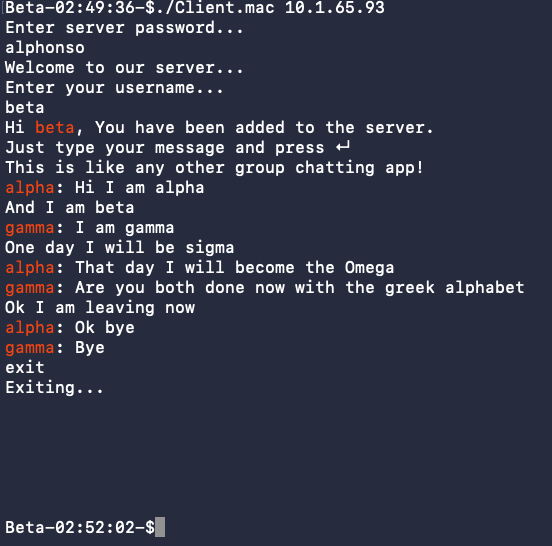 Beta-02:49:36-$./Client.mac 10.1.65.93
Enter server password...
alphonso
Welcome to our server...
Enter your username...
beta
Hi beta, You have been added to the server.
Just type your message and press ↵
This is like any other group chatting app!
alpha: Hi I am alpha
And I am beta
gamma: I am gamma
One day I will be sigma
alpha: That day I will become the Omega
gamma: Are you both done now with the greek alphabet
Ok I am leaving now
alpha: Ok bye
gamma: Bye
exit
Exiting...
Beta-02:52:02-$